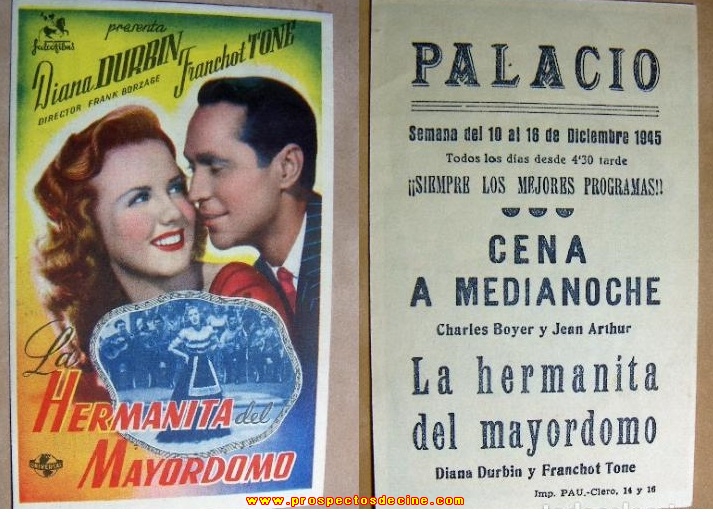 Salcofilms
presenta
Diana DURBIN
Franchot TONE
DIRECTOR FRANK BORZAGE
La
HERMANITA del
MAYORDOMO
UNIVERSAL
PALACIO
Semana del 10 al 16 de Diciembre 1945
Todos los días desde 4'30 tarde
¡¡SIEMPRE LOS MEJORES PROGRAMAS!!
CENA
A MEDIANOCHE
Charles Boyer y Jean Arthur
La hermanita
del mayordomo
Diana Durbin y Franchot Tone
Imp. PAU.-Clero, 14 y 16
www.prospectosdecine.com